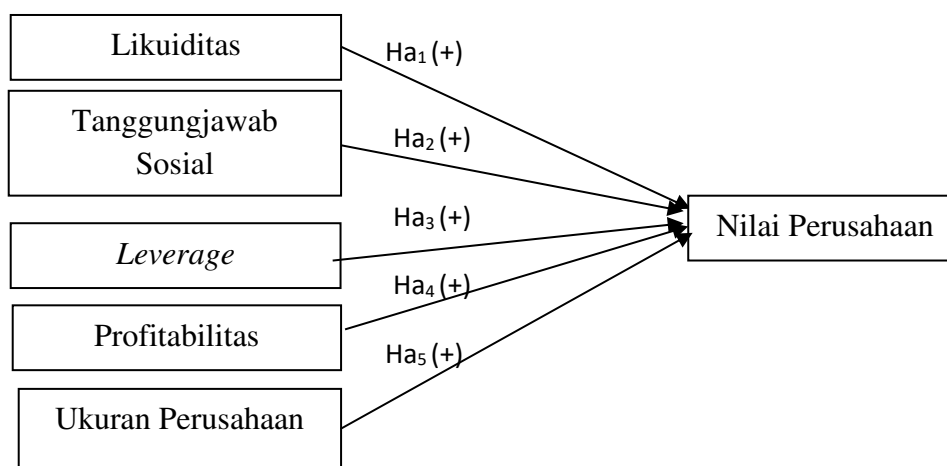 Likuiditas
Ha₁ (+)
Tanggungjawab
Sosial
Ha₂ (+)
Nilai Perusahaan
Ha₃ (+)
Leverage
Ha₄ (+)
Profitabilitas
Ha₅ (+)
Ukuran Perusahaan